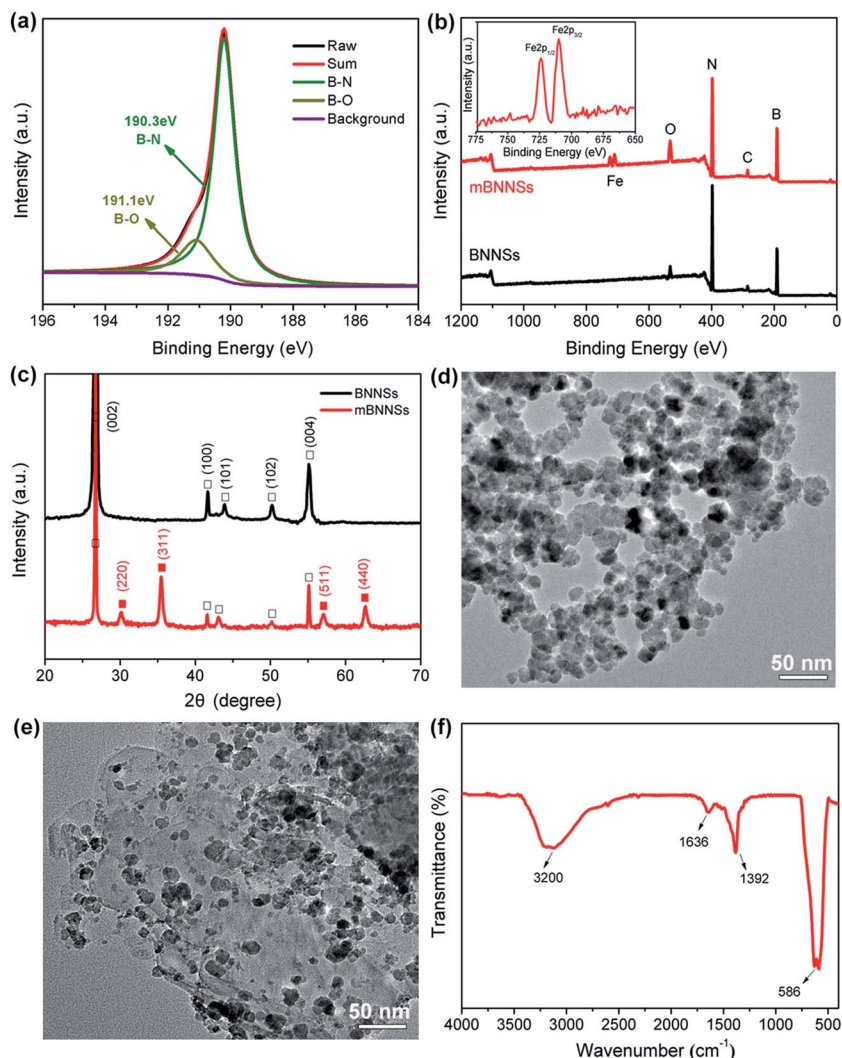 (a)
Raw
Sum
B-N
B-O
Background
190.3eV
B-N
191.1eV
B-O
Intensity (a.u.)
196 194 192 190 188 186 184
Binding Energy (eV)
(b)
Intensity (a.u.)
Fe2p1/2
Fe2p3/2
Intensity (a.u.)
775 750 725 700 675 650
Binding Energy (eV)
N
O
B
C
Fe
mBNNSs
BNNSs
1200 1000 800 600 400 200 0
Binding Energy (eV)
(c)
BNNSs
mBNNSs
(002)
(100)
(101)
(102)
(004)
(220)
(311)
(511)
(440)
Intensity (a.u.)
20 30 40 50 60 70
2θ (degree)
(d)
50 nm
(e)
50 nm
(f)
Transmittance (%)
3200
1636
1392
586
4000 3500 3000 2500 2000 1500 1000 500
Wavenumber (cm-1)